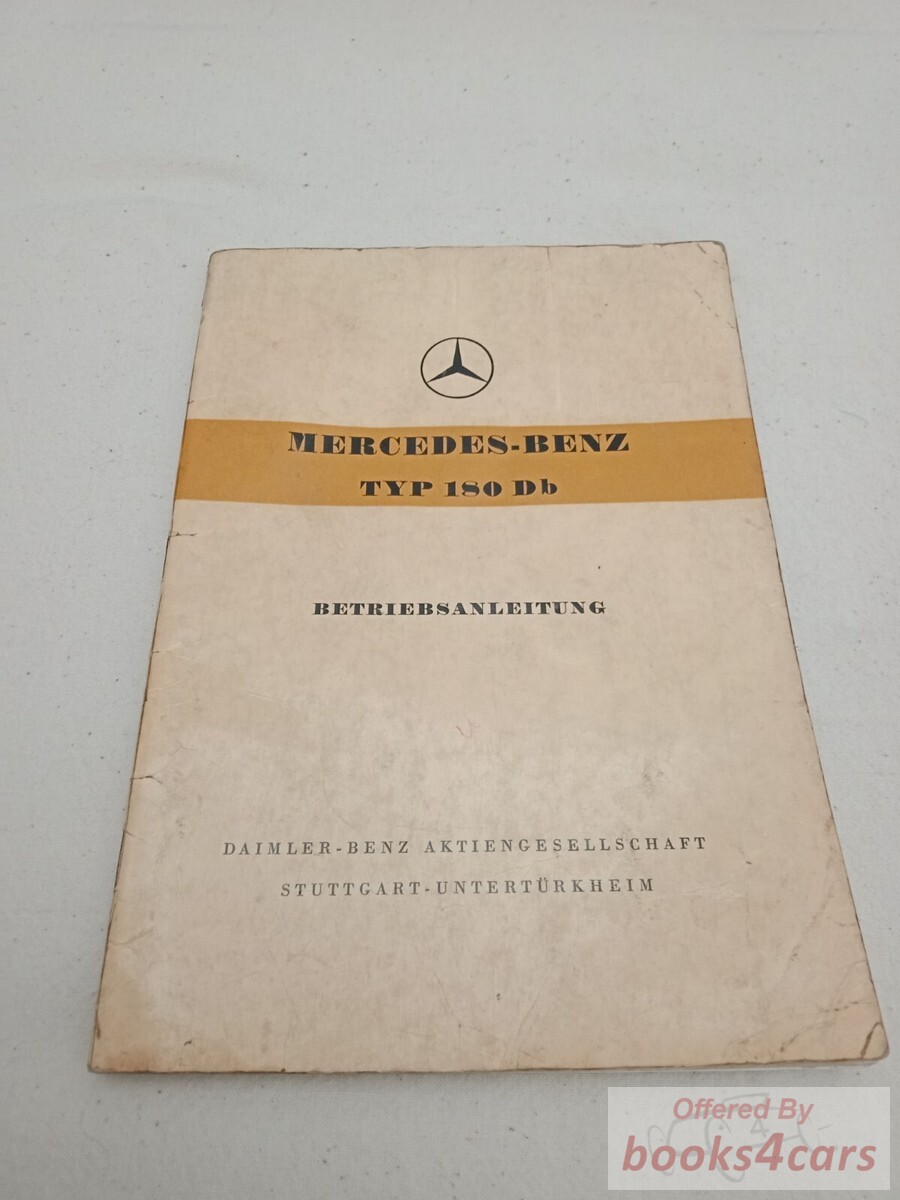 MERCEDES-BENZ
TYP 180 Db
BETRIEBSANLEITUNG
DAIMLER-BENZ AKTIENGESELLSCHAFT
STUTTGART-UNTERTÜRKHEIM
Offered By
books4cars